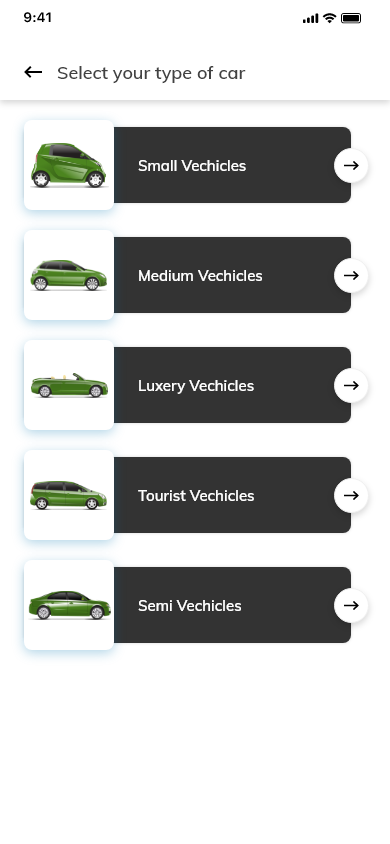 9:41
Select your type of car
Small Vechicles
Medium Vechicles
Luxery Vechicles
Tourist Vechicles
Semi Vechicles